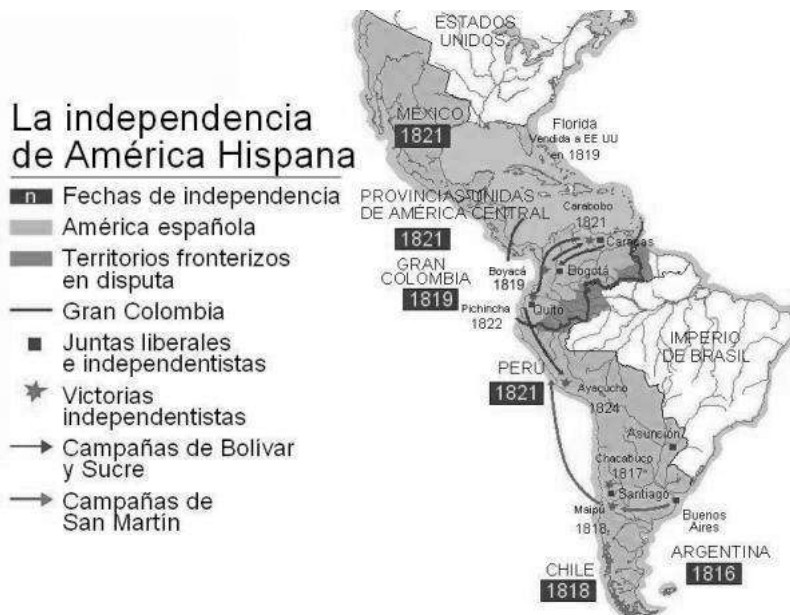 La independencia
de América Hispana
n Fechas de independencia
América española
Territorios fronterizos
en disputa
Gran Colombia
Juntas liberales
e independentistas
Victorias
independentistas
Campañas de Bolívar
y Sucre
Campañas de
San Martín
ESTADOS
UNIDOS
MÉXICO
1821
Florida
Vendida a EE UU
en 1819
PROVINCIAS UNIDAS
DE AMÉRICA CENTRAL
1821
Carabobo
1821
Caracas
GRAN
COLOMBIA
1819
Boyacá
1819
Bogotá
Pichincha
1822
Quito
IMPERIO
DE BRASIL
PERÚ
1821
Ayacucho
1824
Asunción
Chacabuco
1817
Santiago
Maipú
1818
Buenos
Aires
CHILE
1818
ARGENTINA
1816